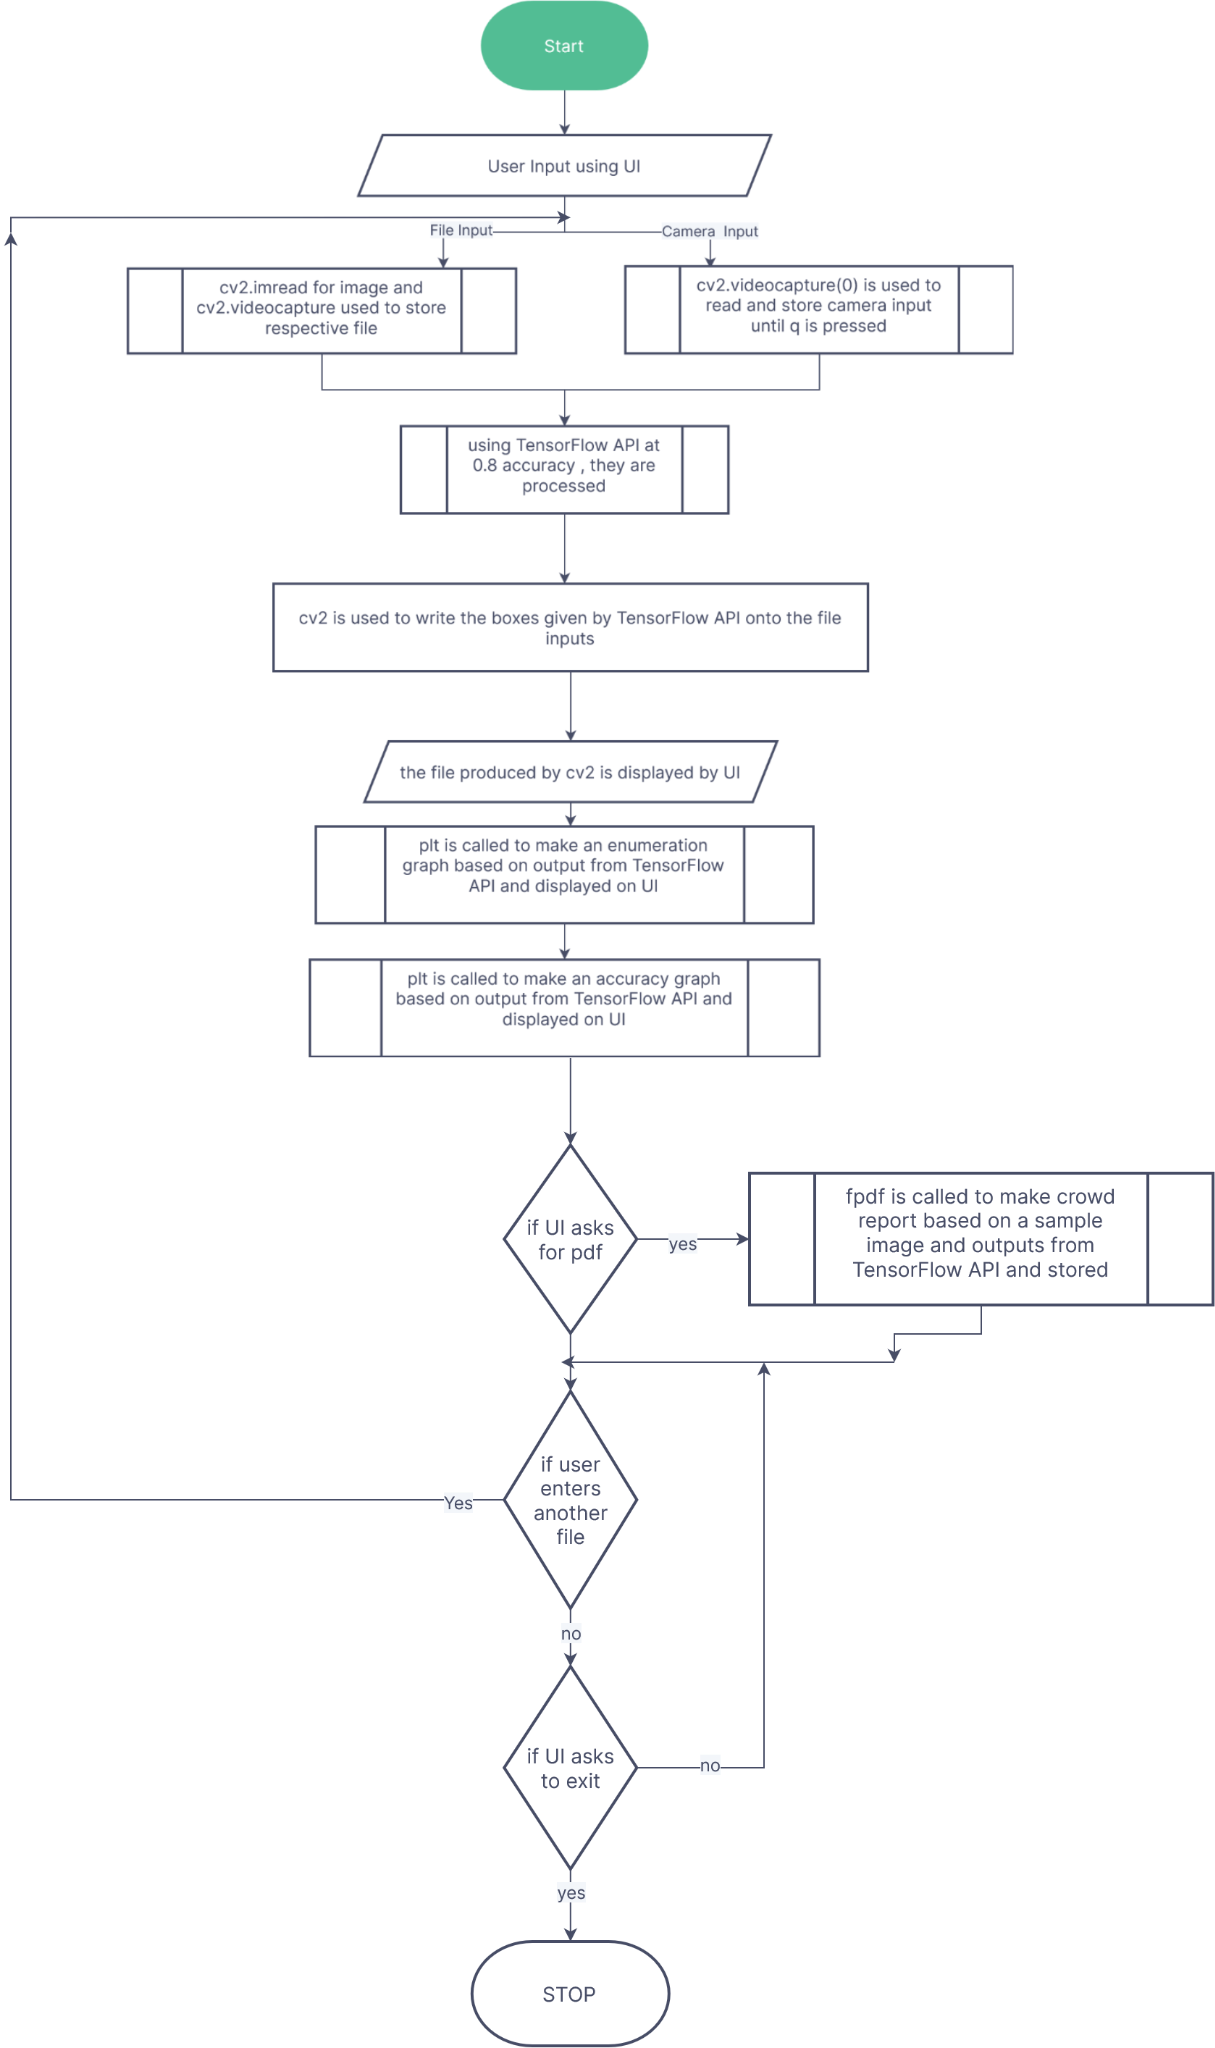 Start
User Input using UI
File Input
Camera Input
cv2.imread for image and
cv2.videocapture used to store
respective file
cv2.videocapture(0) is used to
read and store camera input
until q is pressed
using TensorFlow API at
0.8 accuracy , they are
processed
cv2 is used to write the boxes given by TensorFlow API onto the file
inputs
the file produced by cv2 is displayed by UI
plt is called to make an enumeration
graph based on output from TensorFlow
API and displayed on UI
plt is called to make an accuracy graph
based on output from TensorFlow API and
displayed on UI
if UI asks
for pdf
yes
fpdf is called to make crowd
report based on a sample
image and outputs from
TensorFlow API and stored
if user
enters
another
file
Yes
no
if UI asks
to exit
no
yes
STOP